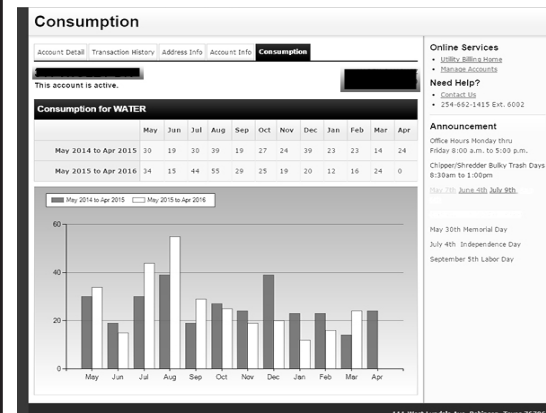 Consumption
Account Detail
Transaction History
Address Info
Account Info
Consumption
This account is active.
Consumption for WATER
May Jun Jul Aug Sep Oct Nov Dec Jan Feb Mar Apr
May 2014 to Apr 2015 30 19 30 39 19 27 24 39 23 23 14 24
May 2015 to Apr 2016 34 15 44 55 29 25 19 20 12 16 24 0
May 2014 to Apr 2015
May 2015 to Apr 2016
60
40
20
0
May Jun Jul Aug Sep Oct Nov Dec Jan Feb Mar Apr
Online Services
Utility Billing Home
Manage Accounts
Need Help?
Contact Us
254-662-1415 Ext. 6002
Announcement
Office Hours Monday thru
Friday 8:00 a.m. to 5:00 p.m.
Chipper/Shredder Bulky Trash Days
8:30am to 1:00pm
May 7th June 4th July 9th
May 30th Memorial Day
July 4th Independence Day
September 5th Labor Day